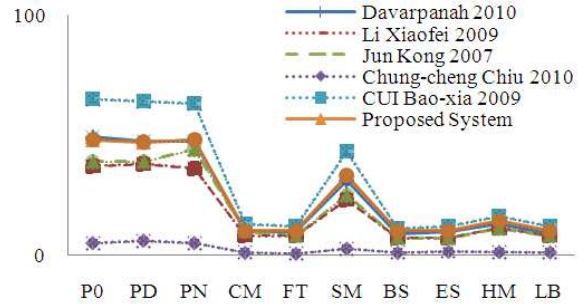 100
Davarpanah 2010
Li Xiaofei 2009
Jun Kong 2007
Chung-cheng Chiu 2010
CUI Bao-xia 2009
Proposed System
0
P0 PD PN CM FT SM BS ES HM LB